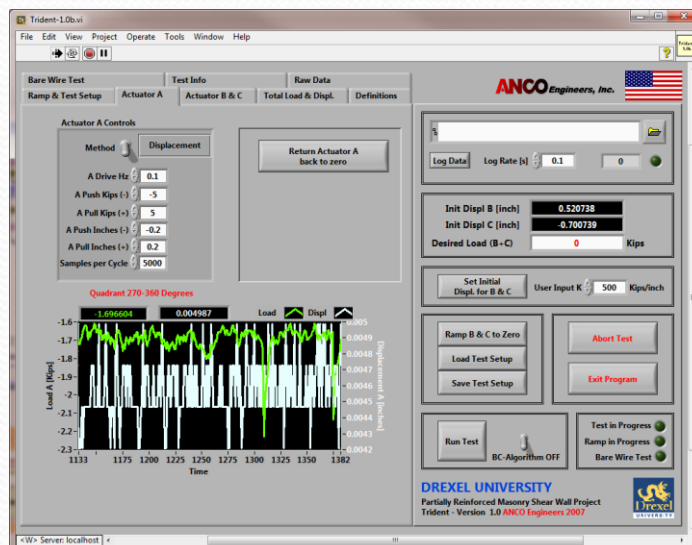 Trident-1.0b.vi
File Edit View Project Operate Tools Window Help
Trident
1.0b
Bare Wire Test Test Info Raw Data
Ramp & Test Setup Actuator A Actuator B & C Total Load & Displ. Definitions
ANCO Engineers, Inc.
Actuator A Controls
Method Displacement
A Drive Hz 0.1
A Push Kips (-) -5
A Pull Kips (+) 5
A Push Inches (-) -0.2
A Pull Inches (+) 0.2
Samples per Cycle 5000
Return Actuator A
back to zero
Log Data Log Rate [s] 0.1 0
Init Displ B [inch] 0.520738
Init Displ C [inch] -0.700739
Desired Load (B+C) 0 Kips
Set Initial
Displ. for B & C
User Input K 500 Kips/inch
Quadrant 270-360 Degrees
-1.696604 0.004987 Load Displ
-1.6
-1.7
-1.8
-1.9
-2
-2.1
-2.2
-2.3
Load A [Kips]
0.005
0.0049
0.0048
0.0047
0.0046
0.0045
0.0044
0.0043
0.0042
Displacement A [inches]
1133 1175 1200 1225 1250 1275 1300 1325 1350 1382
Time
Ramp B & C to Zero
Load Test Setup
Save Test Setup
Abort Test
Exit Program
Run Test
BC-Algorithm OFF
Test in Progress
Ramp in Progress
Bare Wire Test
DREXEL UNIVERSITY
Partially Reinforced Masonry Shear Wall Project
Trident - Version 1.0 ANCO Engineers 2007
Drexel
UNIVERSITY
<W> Server: localhost